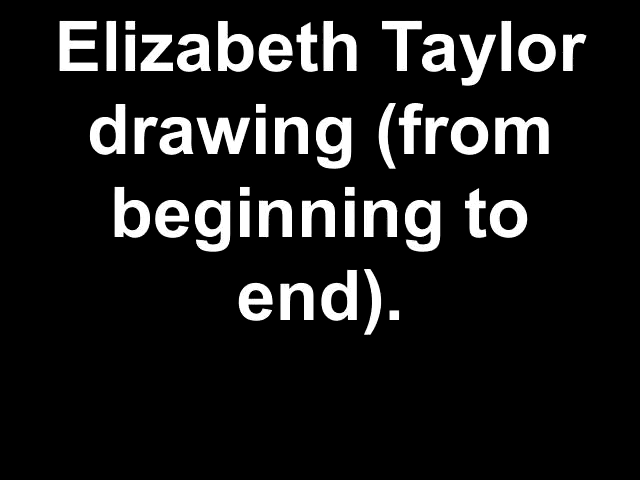 Elizabeth Taylor
drawing (from
beginning to
end).